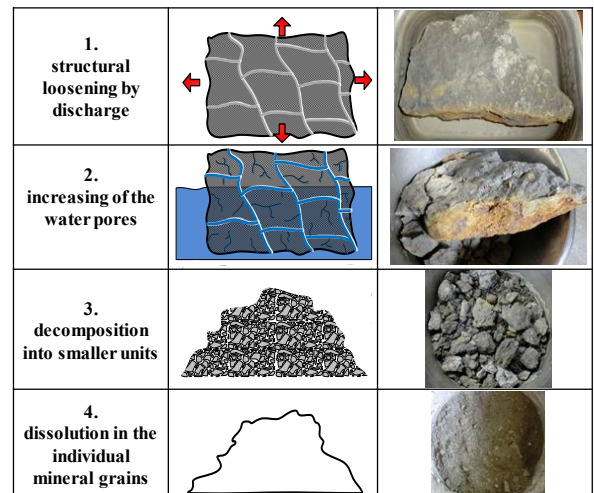 1.
structural
loosening by
discharge
2.
increasing of the
water pores
3.
decomposition
into smaller units
4.
dissolution in the
individual
mineral grains